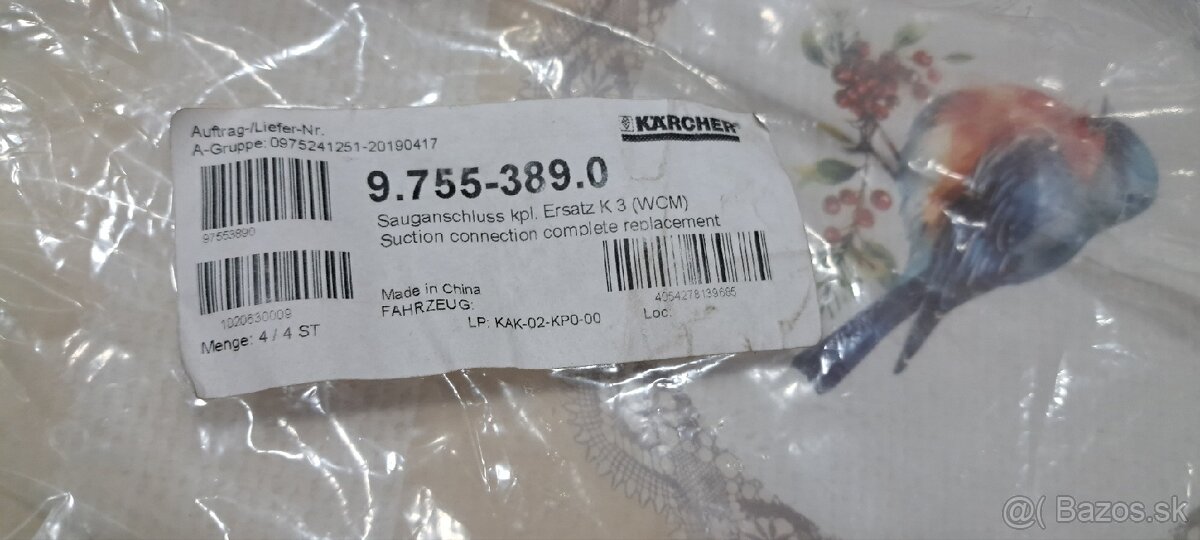 Auftrag-/Liefer-Nr.
A-Gruppe: 0975241251-20190417
KÄRCHER
9.755-389.0
97553890
Sauganschluss kpl. Ersatz K 3 (WCM)
Suction connection complete replacement
1020630009
Made in China
4054278139685
FAHRZEUG:
LP: KAK-02-KP0-00
Loc:
Menge: 4 / 4 ST
@( Bazos.sk